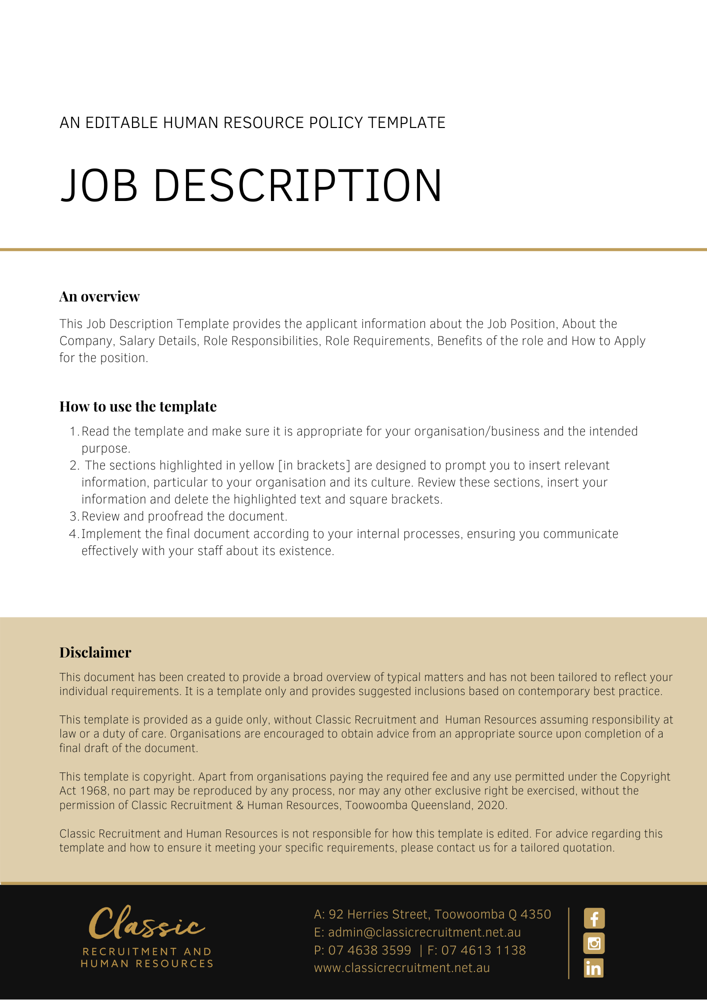 AN EDITABLE HUMAN RESOURCE POLICY TEMPLATE
JOB DESCRIPTION
An overview
This Job Description Template provides the applicant information about the Job Position, About the
Company, Salary Details, Role Responsibilities, Role Requirements, Benefits of the role and How to Apply
for the position.
How to use the template
1. Read the template and make sure it is appropriate for your organisation/business and the intended
purpose.
2. The sections highlighted in yellow [in brackets] are designed to prompt you to insert relevant
information, particular to your organisation and its culture. Review these sections, insert your
information and delete the highlighted text and square brackets.
3. Review and proofread the document.
4. Implement the final document according to your internal processes, ensuring you communicate
effectively with your staff about its existence.
Disclaimer
This document has been created to provide a broad overview of typical matters and has not been tailored to reflect your
individual requirements. It is a template only and provides suggested inclusions based on contemporary best practice.
This template is provided as a guide only, without Classic Recruitment and Human Resources assuming responsibility at
law or a duty of care. Organisations are encouraged to obtain advice from an appropriate source upon completion of a
final draft of the document.
This template is copyright. Apart from organisations paying the required fee and any use permitted under the Copyright
Act 1968, no part may be reproduced by any process, nor may any other exclusive right be exercised, without the
permission of Classic Recruitment & Human Resources, Toowoomba Queensland, 2020.
Classic Recruitment and Human Resources is not responsible for how this template is edited. For advice regarding this
template and how to ensure it meeting your specific requirements, please contact us for a tailored quotation.
Classic
RECRUITMENT AND
HUMAN RESOURCES
A: 92 Herries Street, Toowoomba Q 4350
E: admin@classicrecruitment.net.au
P: 07 4638 3599 | F: 07 4613 1138
www.classicrecruitment.net.au